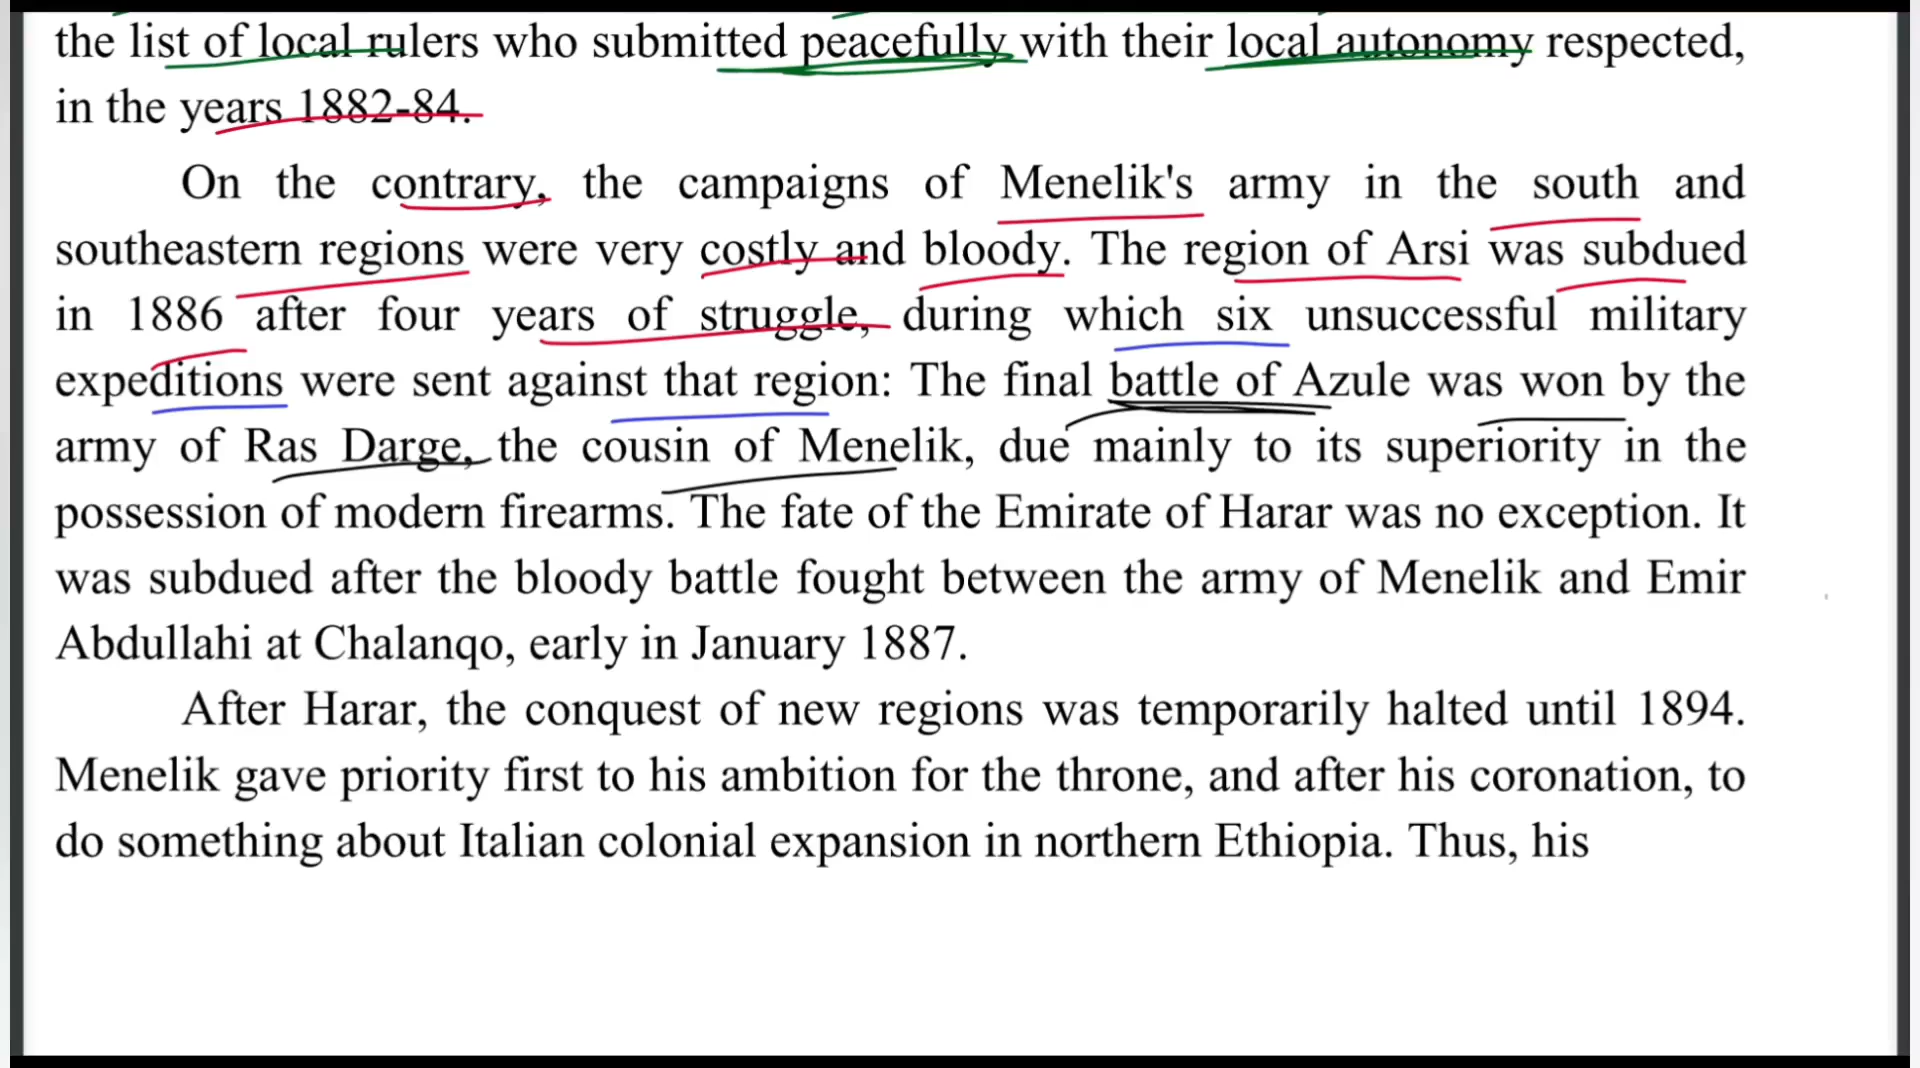 the list of local rulers who submitted peacefully with their local autonomy respected,
in the years 1882-84.
On the contrary, the campaigns of Menelik's army in the south and
southeastern regions were very costly and bloody. The region of Arsi was subdued
in 1886 after four years of struggle, during which six unsuccessful military
expeditions were sent against that region: The final battle of Azule was won by the
army of Ras Darge, the cousin of Menelik, due mainly to its superiority in the
possession of modern firearms. The fate of the Emirate of Harar was no exception. It
was subdued after the bloody battle fought between the army of Menelik and Emir
Abdullahi at Chalanqo, early in January 1887.
After Harar, the conquest of new regions was temporarily halted until 1894.
Menelik gave priority first to his ambition for the throne, and after his coronation, to
do something about Italian colonial expansion in northern Ethiopia. Thus, his